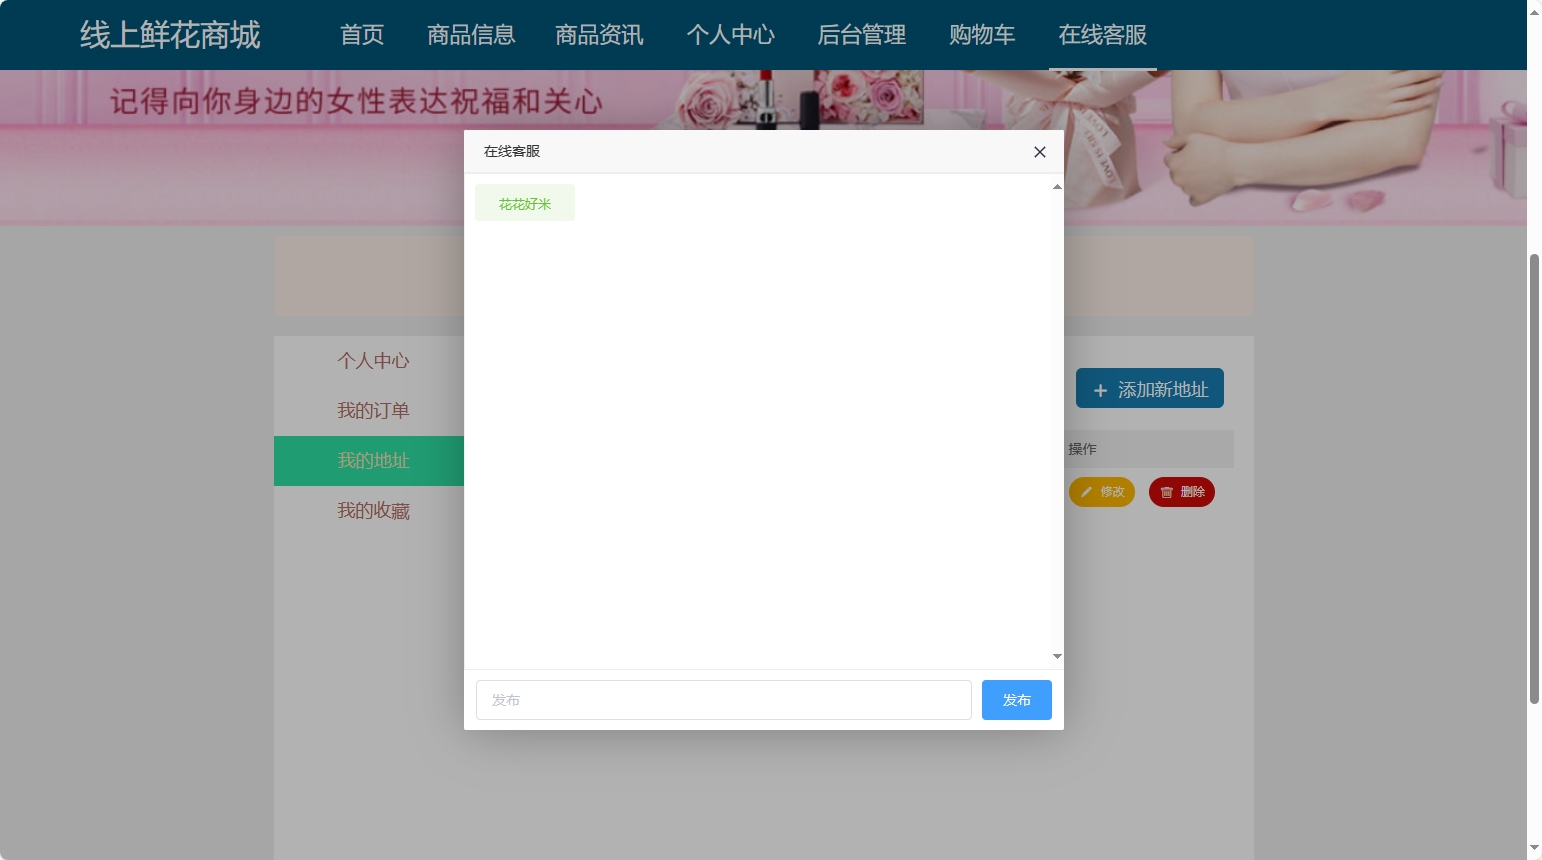 线上鲜花商城
首页
商品信息
商品资讯
个人中心
后台管理
购物车
在线客服
记得向你身边的女性表达祝福和关心
LOVE IS DEEP
在线客服
花花好米
发布
发布
个人中心
我的订单
我的地址
我的收藏
添加新地址
操作
修改
删除